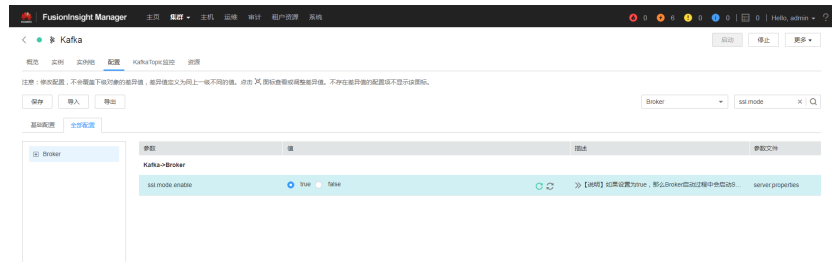 FusionInsight Manager 主页 集群 主机 运维 审计 租户资源 系统 0 6 0 0 0 Hello, admin ?
< Kafka 启动 停止 更多
概览 实例 实例组 配置 KafkaTopic监控 资源
注意：修改配置，不会覆盖下级对象的差异值，差异值定义为同上一级不同的值。点击 图标查看或调整差异值。不存在差异值的配置项不显示该图标。
保存 导入 导出 Broker ssl.mode ×
基础配置 全部配置
Broker
参数 值 描述 参数文件
Kafka->Broker
ssl.mode.enable true false 【说明】如果设置为true，那么Broker启动过程中会启动S... server.properties